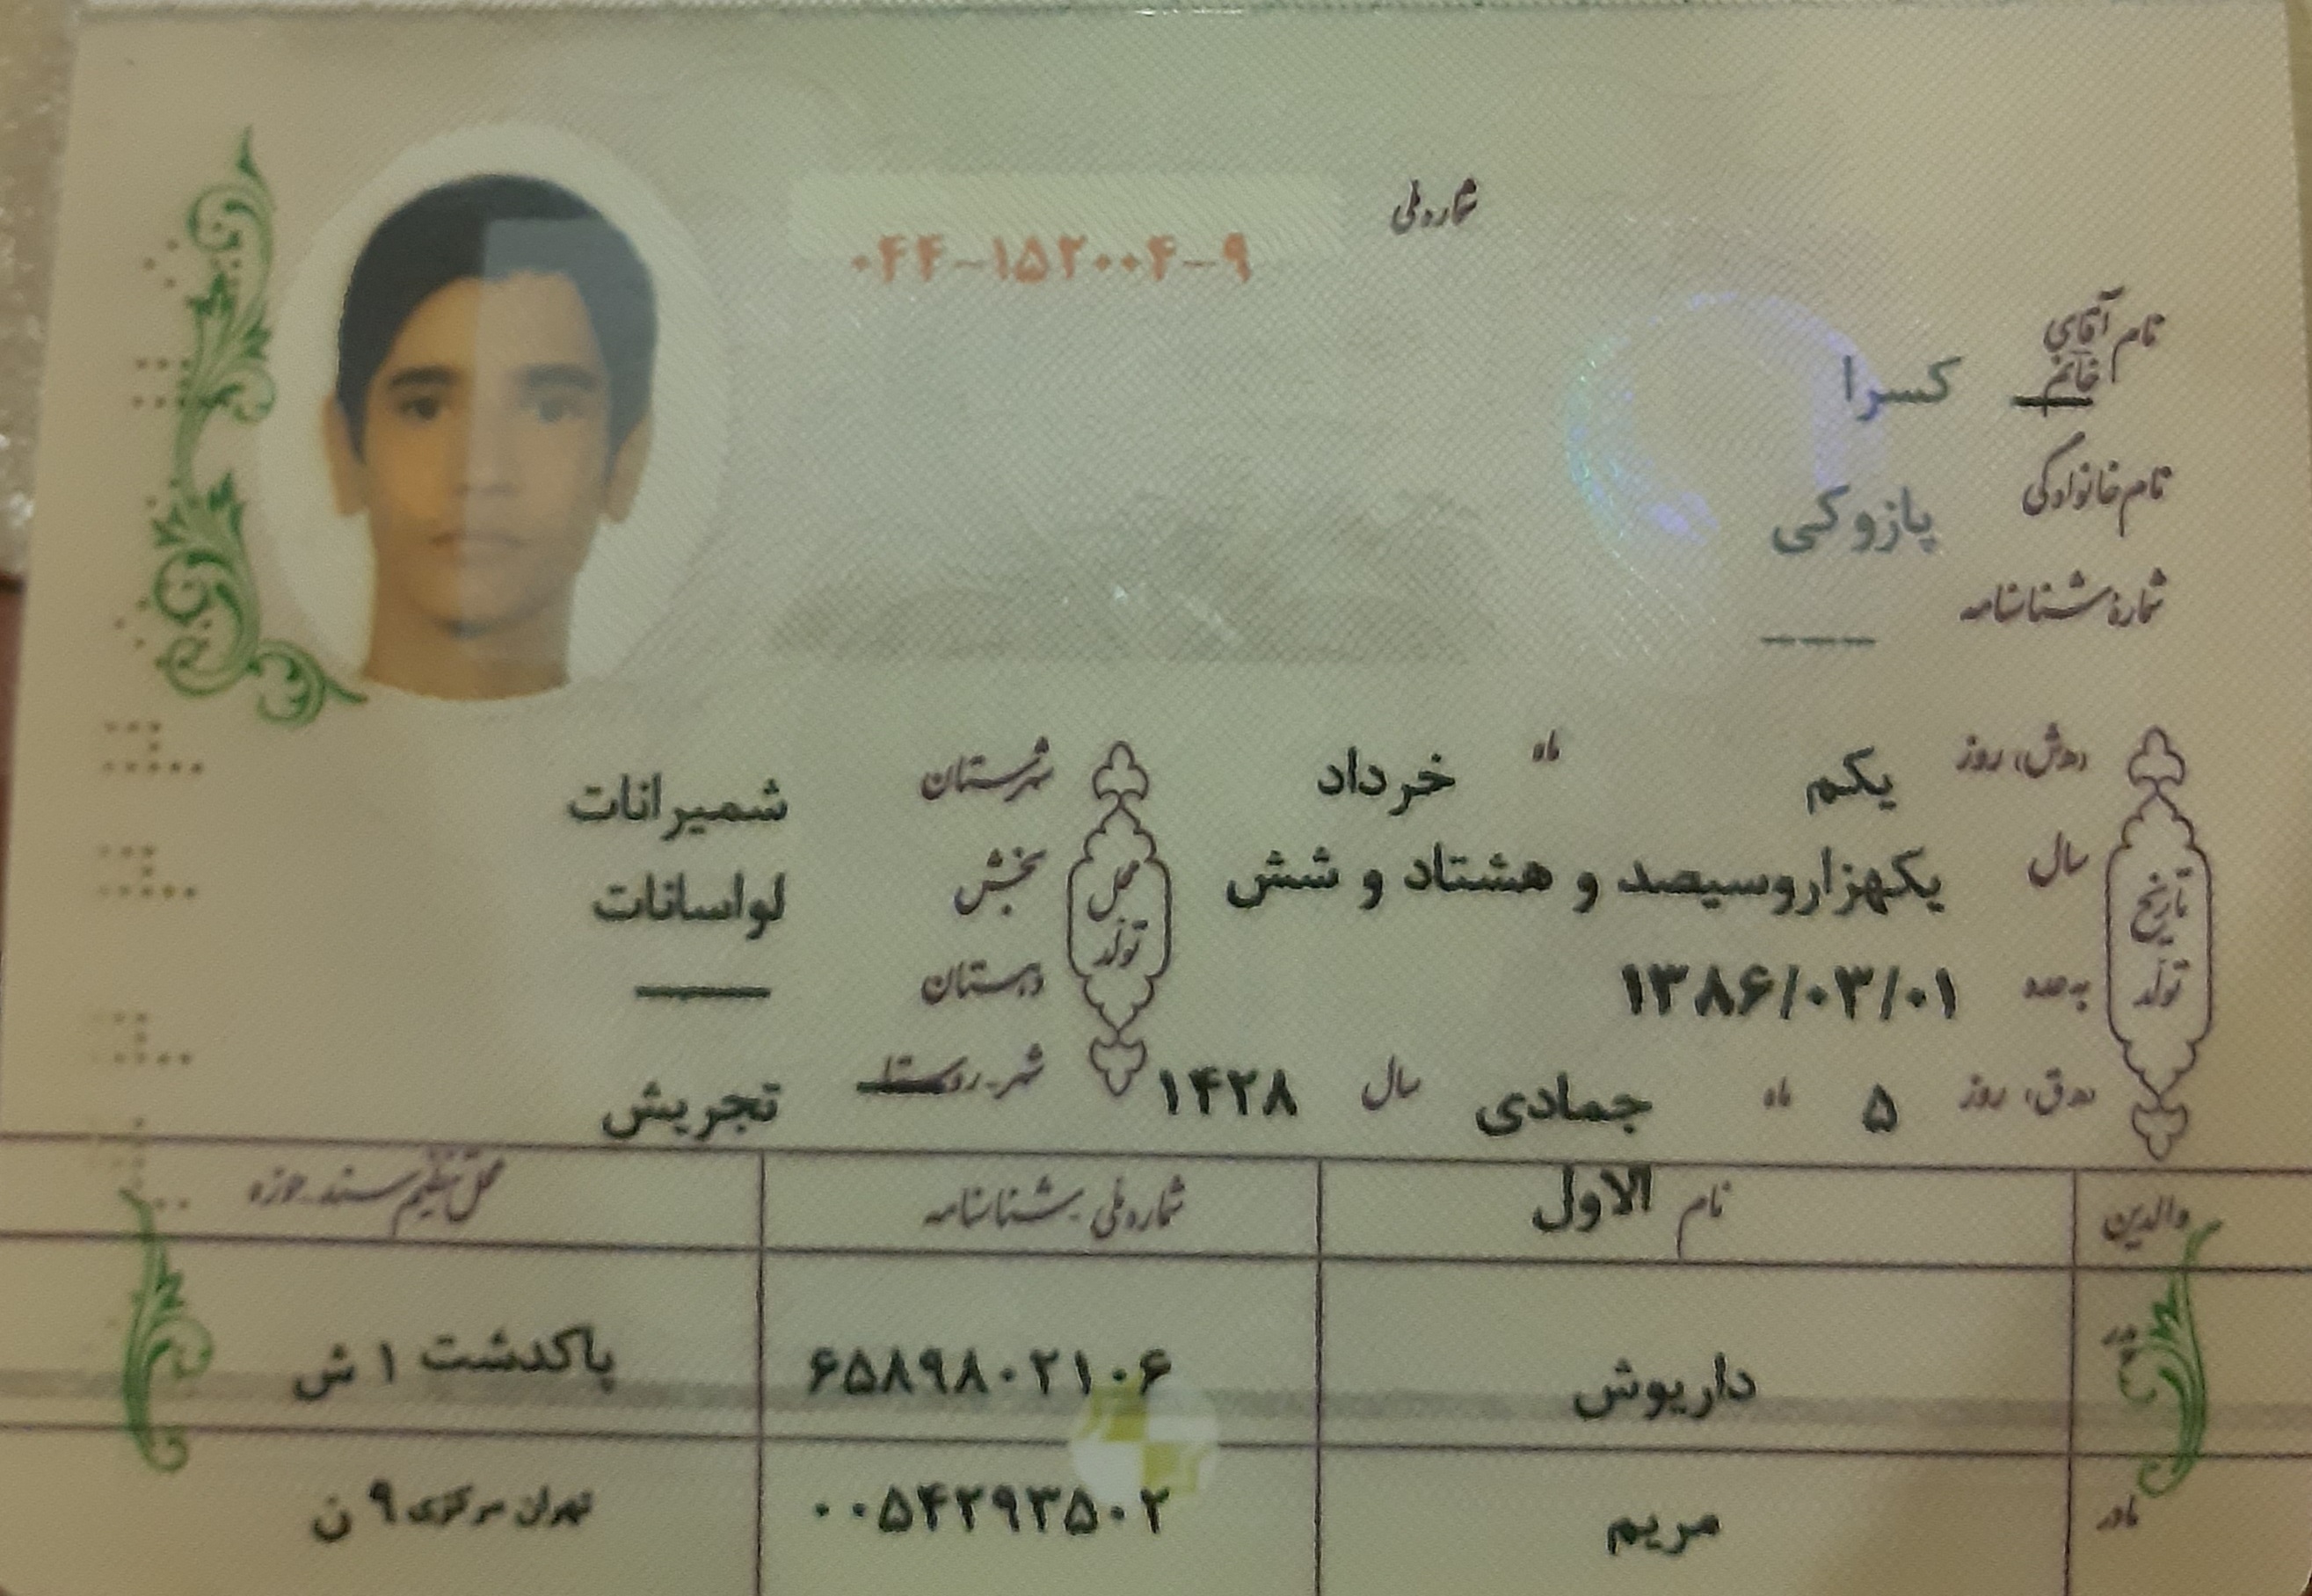 شماره ملی
۰۴۴-۱۵۲۰۰۴-۹
نام آقای خانم کسرا
نام خانوادگی پازوکی
شماره شناسنامه ---
تاریخ تولد
(ه‍.ش) روز یکم ماه خرداد
سال یکهزاروسیصد و هشتاد و شش
به عدد ۱۳۸۶/۰۳/۰۱
(ه‍.ق) روز ۵ ماه جمادی الاول سال ۱۴۲۸
محل تولد
شهرستان شمیرانات
بخش لواسانات
دهستان ——
شهر-روستا تجریش
والدین نام شماره ملی - شناسنامه محل تنظیم سند-حوزه
پدر داریوش ۶۵۸۹۸۰۲۱۰۶ پاکدشت ۱ ش
مادر مریم ۰۰۵۴۲۹۳۵۰۲ تهران مرکزی ۹ ن